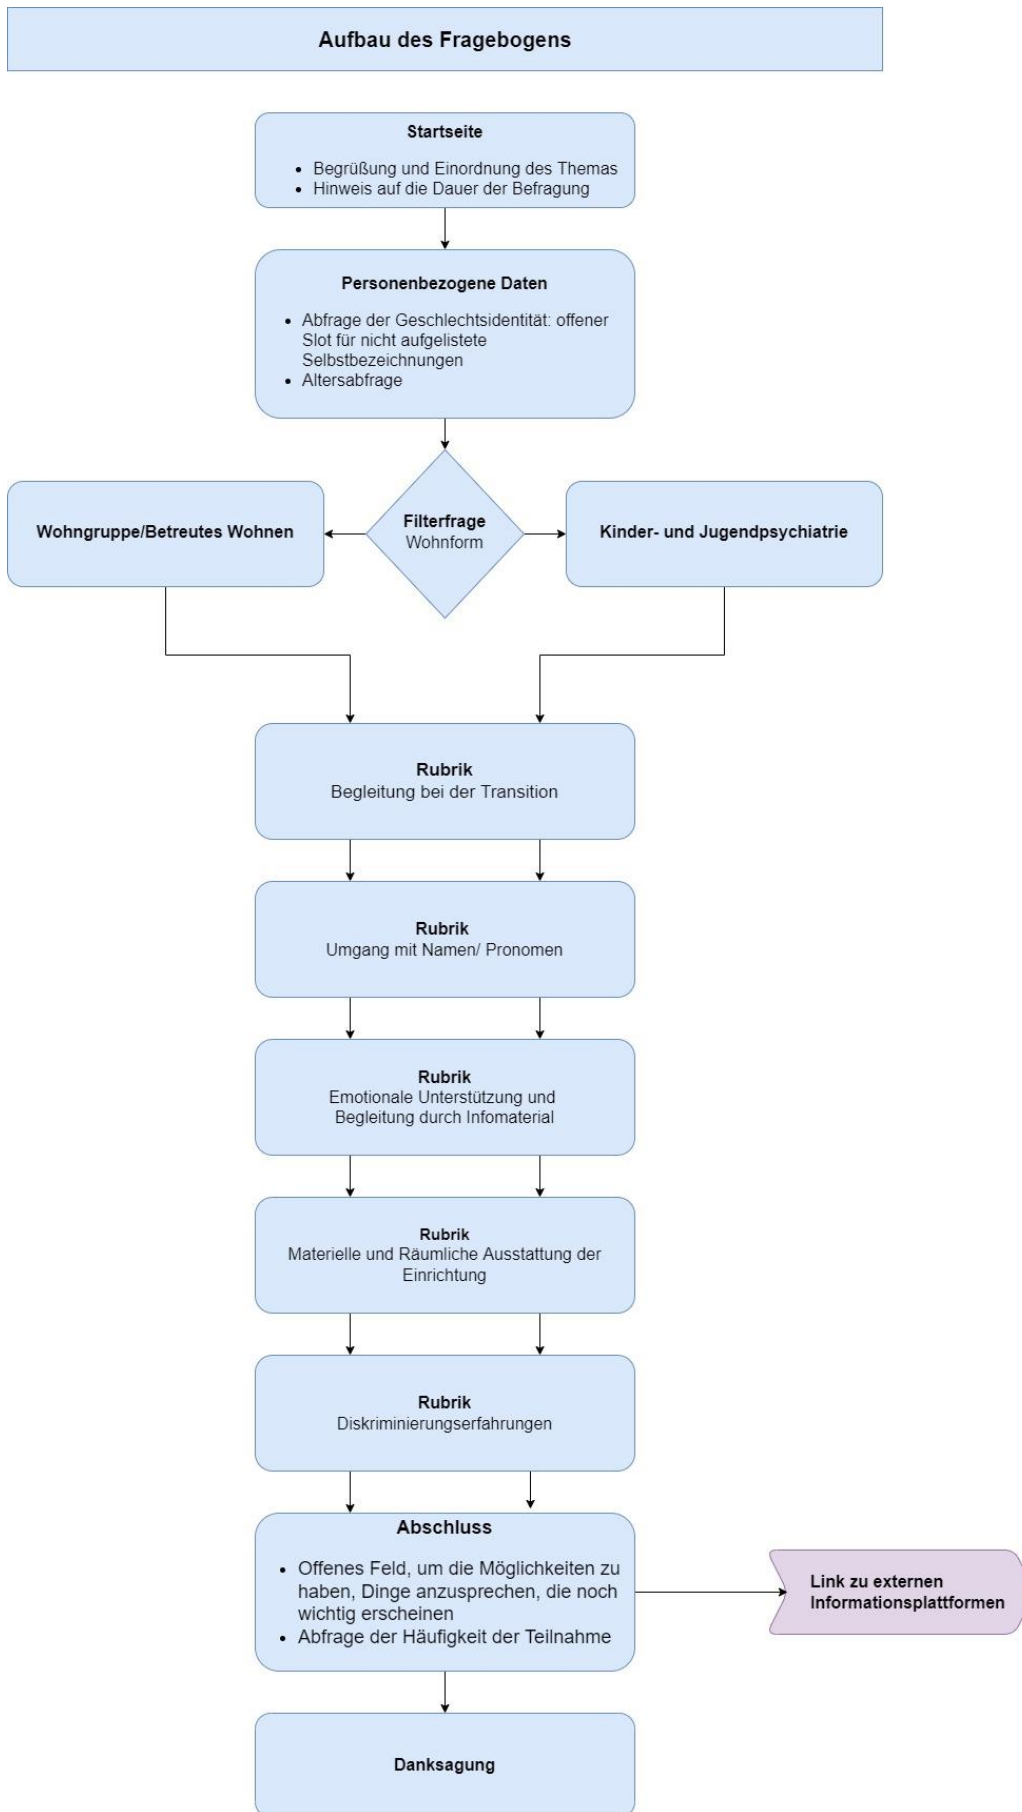 Aufbau des Fragebogens
Startseite
• Begrüßung und Einordnung des Themas
• Hinweis auf die Dauer der Befragung
Personenbezogene Daten
• Abfrage der Geschlechtsidentität: offener
Slot für nicht aufgelistete
Selbstbezeichnungen
• Altersabfrage
Wohngruppe/Betreutes Wohnen
Filterfrage
Wohnform
Kinder- und Jugendpsychiatrie
Rubrik
Begleitung bei der Transition
Rubrik
Umgang mit Namen/ Pronomen
Rubrik
Emotionale Unterstützung und
Begleitung durch Infomaterial
Rubrik
Materielle und Räumliche Ausstattung der
Einrichtung
Rubrik
Diskriminierungserfahrungen
Abschluss
• Offenes Feld, um die Möglichkeiten zu
haben, Dinge anzusprechen, die noch
wichtig erscheinen
• Abfrage der Häufigkeit der Teilnahme
Link zu externen
Informationsplattformen
Danksagung